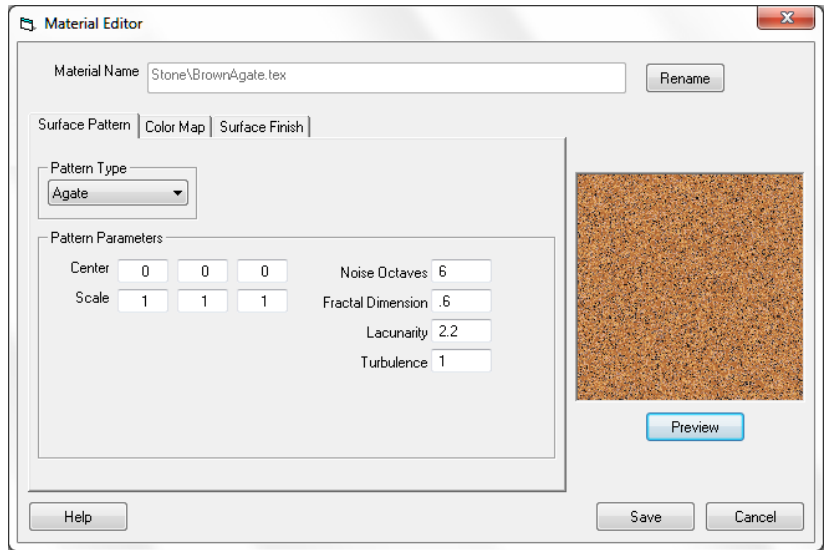 Material Editor
Material Name Stone\BrownAgate.tex Rename
Surface Pattern Color Map Surface Finish
Pattern Type
Agate
Pattern Parameters
Center 0 0 0 Noise Octaves 6
Scale 1 1 1 Fractal Dimension .6
Lacunarity 2.2
Turbulence 1
Preview
Help Save Cancel